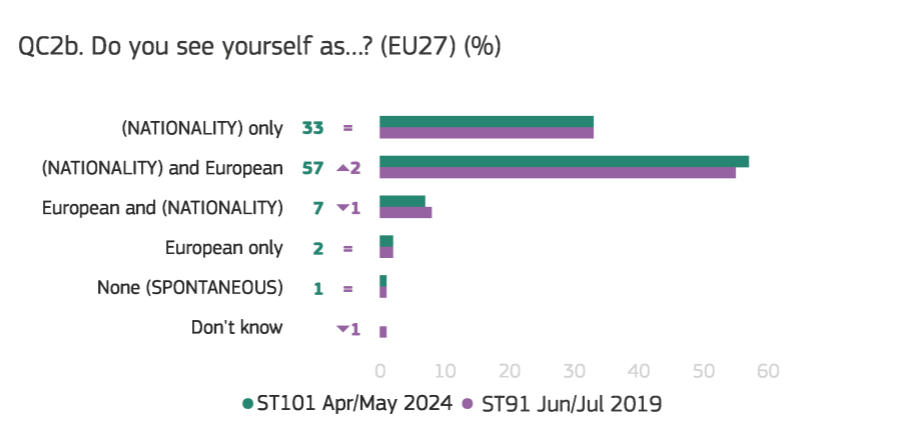 QC2b. Do you see yourself as...? (EU27) (%)
(NATIONALITY) only 33 =
(NATIONALITY) and European 57 ▲2
European and (NATIONALITY) 7 ▼1
European only 2 =
None (SPONTANEOUS) 1 =
Don't know ▼1
0 10 20 30 40 50 60
● ST101 Apr/May 2024 ● ST91 Jun/Jul 2019